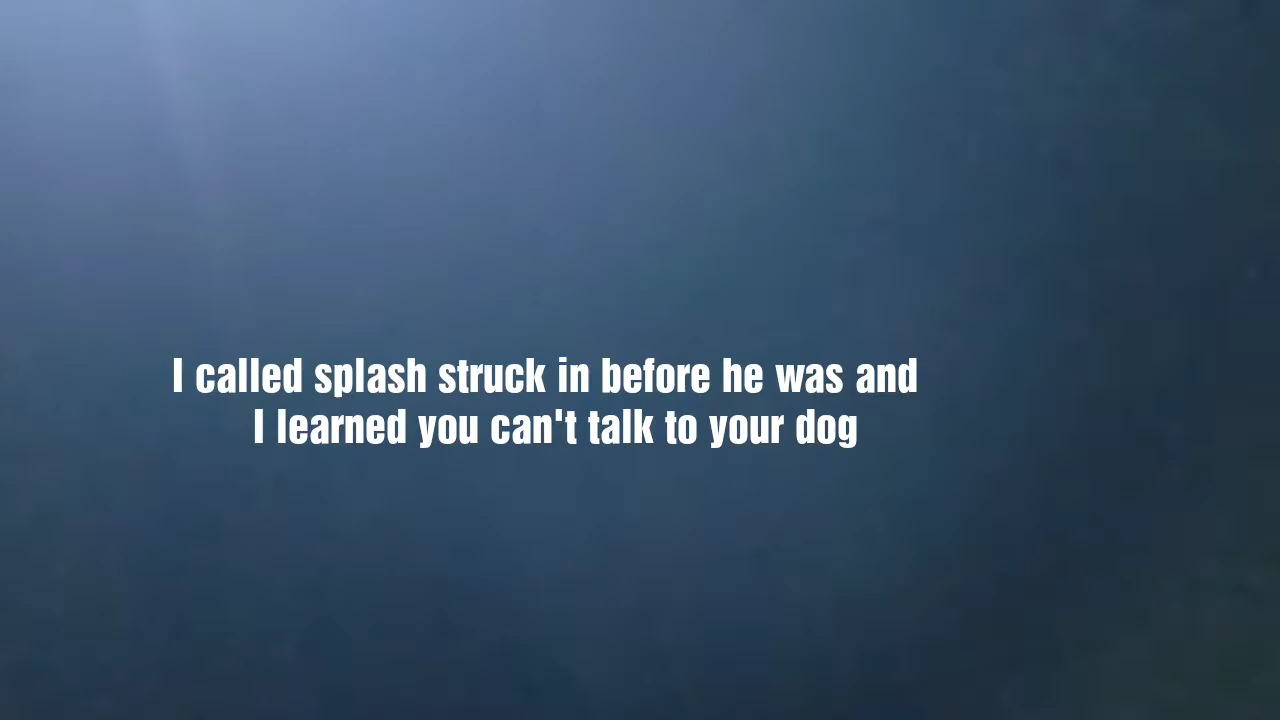 I called splash struck in before he was and
I learned you can't talk to your dog